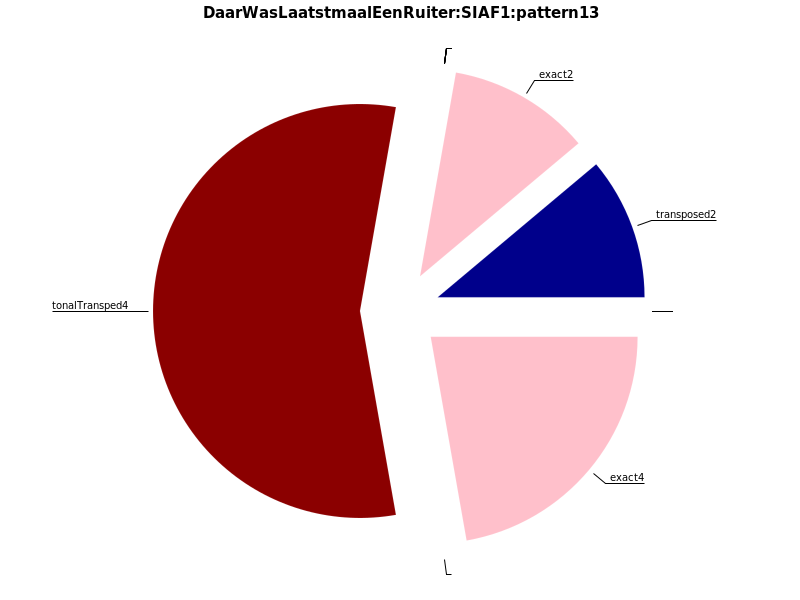 DaarWasLaatstmaalEenRuiter:SIAF1:pattern13
exact2
transposed2
tonalTransped4
exact4